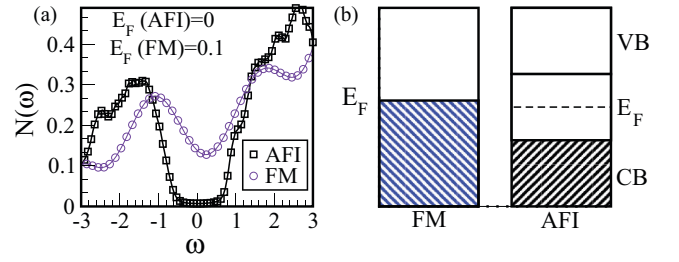 (a)
E_F (AFI)=0
E_F (FM)=0.1
N(ω)
0.4
0.3
0.2
0.1
0
AFI
FM
-3 -2 -1 0 1 2 3
ω
(b)
VB
E_F
E_F
CB
FM
AFI